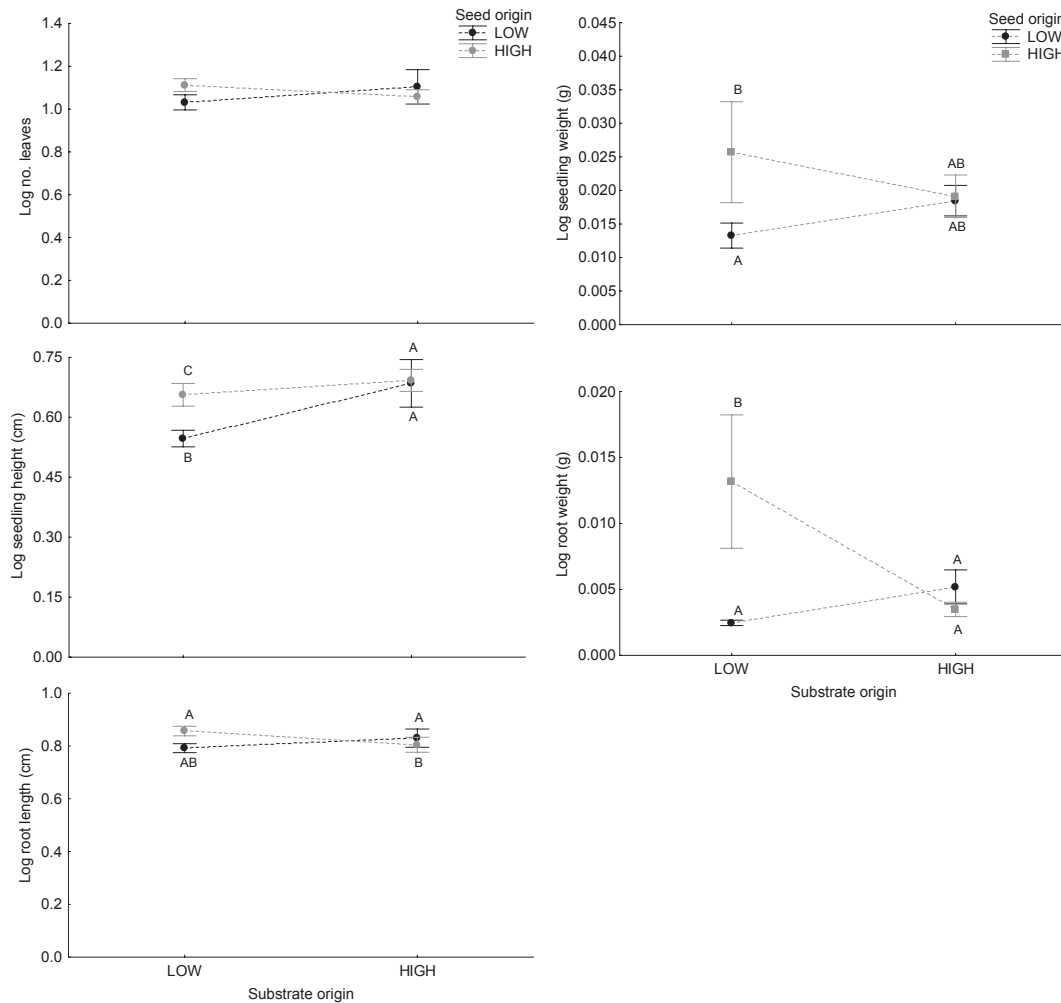 Seed origin
LOW
HIGH
1.4
1.2
1.0
0.8
0.6
0.4
0.2
0.0
Log no. leaves
0.75
0.60
0.45
0.30
0.15
0.00
Log seedling height (cm)
C
B
A
A
1.0
0.8
0.6
0.4
0.2
0.0
Log root length (cm)
A
AB
A
B
LOW
HIGH
Substrate origin
Seed origin
LOW
HIGH
0.045
0.040
0.035
0.030
0.025
0.020
0.015
0.010
0.005
0.000
Log seedling weight (g)
B
A
AB
AB
0.020
0.015
0.010
0.005
0.000
Log root weight (g)
B
A
A
A
LOW
HIGH
Substrate origin